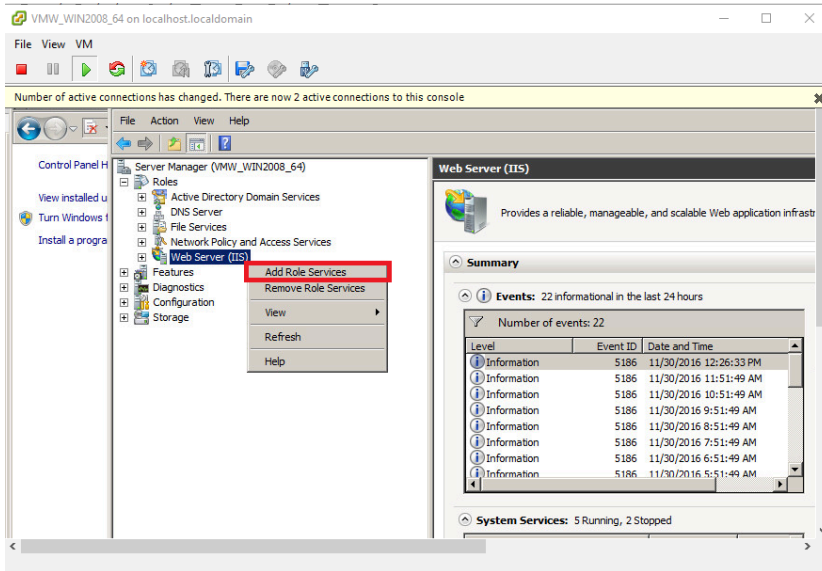 VMW_WIN2008_64 on localhost.localdomain
File View VM
Number of active connections has changed. There are now 2 active connections to this console
File Action View Help
Control Panel H
View installed u
Turn Windows f
Install a progra
Server Manager (VMW_WIN2008_64)
Roles
Active Directory Domain Services
DNS Server
File Services
Network Policy and Access Services
Web Server (IIS)
Features
Diagnostics
Configuration
Storage
Add Role Services
Remove Role Services
View
Refresh
Help
Web Server (IIS)
Provides a reliable, manageable, and scalable Web application infrastr
Summary
Events: 22 informational in the last 24 hours
Number of events: 22
Level Event ID Date and Time
Information 5186 11/30/2016 12:26:33 PM
Information 5186 11/30/2016 11:51:49 AM
Information 5186 11/30/2016 10:51:49 AM
Information 5186 11/30/2016 9:51:49 AM
Information 5186 11/30/2016 8:51:49 AM
Information 5186 11/30/2016 7:51:49 AM
Information 5186 11/30/2016 6:51:49 AM
Information 5186 11/30/2016 5:51:49 AM
System Services: 5 Running, 2 Stopped